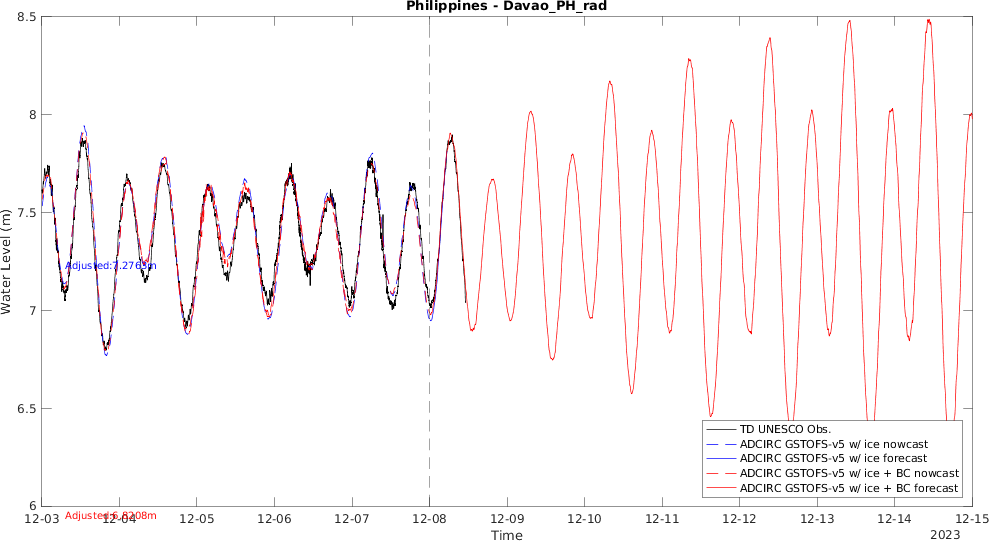 Philippines - Davao_PH_rad
8.5
8
7.5
7
6.5
6
Water Level (m)
Adjusted:7.2763m
Adjusted:6.8208m
TD UNESCO Obs.
ADCIRC GSTOFS-v5 w/ ice nowcast
ADCIRC GSTOFS-v5 w/ ice forecast
ADCIRC GSTOFS-v5 w/ ice + BC nowcast
ADCIRC GSTOFS-v5 w/ ice + BC forecast
12-03 12-04 12-05 12-06 12-07 12-08 12-09 12-10 12-11 12-12 12-13 12-14 12-15
Time
2023